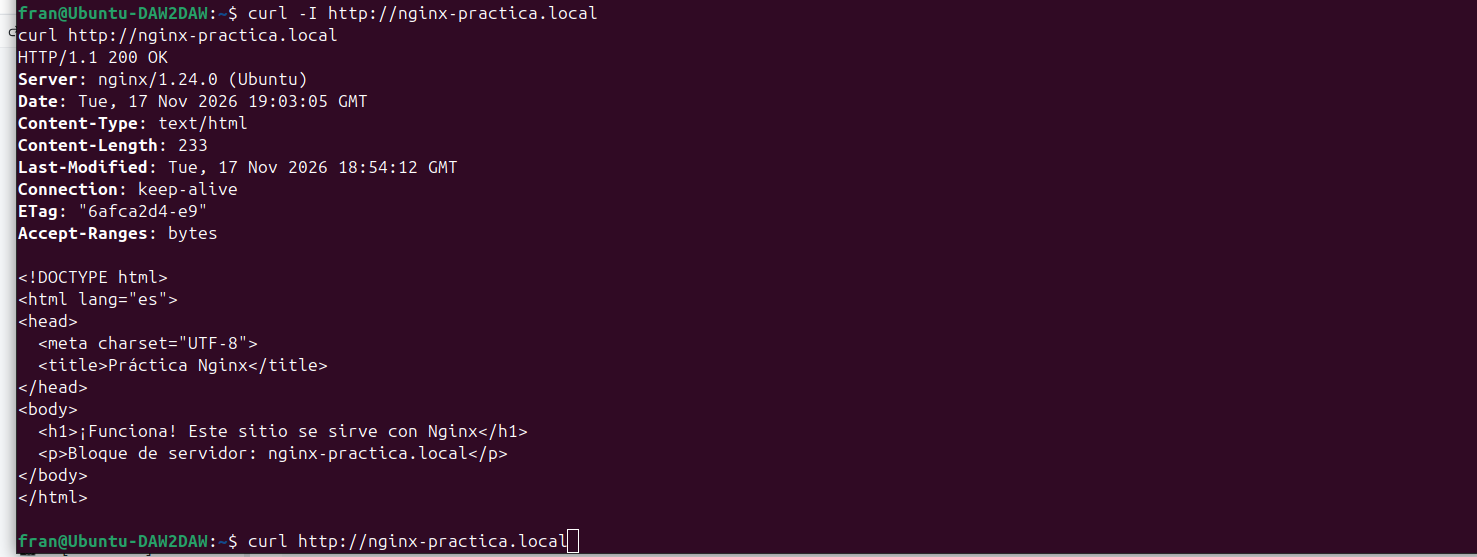 fran@Ubuntu-DAW2DAW:~$ curl -I http://nginx-practica.local
curl http://nginx-practica.local
HTTP/1.1 200 OK
Server: nginx/1.24.0 (Ubuntu)
Date: Tue, 17 Nov 2026 19:03:05 GMT
Content-Type: text/html
Content-Length: 233
Last-Modified: Tue, 17 Nov 2026 18:54:12 GMT
Connection: keep-alive
ETag: "6afca2d4-e9"
Accept-Ranges: bytes

<!DOCTYPE html>
<html lang="es">
<head>
  <meta charset="UTF-8">
  <title>Práctica Nginx</title>
</head>
<body>
  <h1>¡Funciona! Este sitio se sirve con Nginx</h1>
  <p>Bloque de servidor: nginx-practica.local</p>
</body>
</html>

fran@Ubuntu-DAW2DAW:~$ curl http://nginx-practica.local